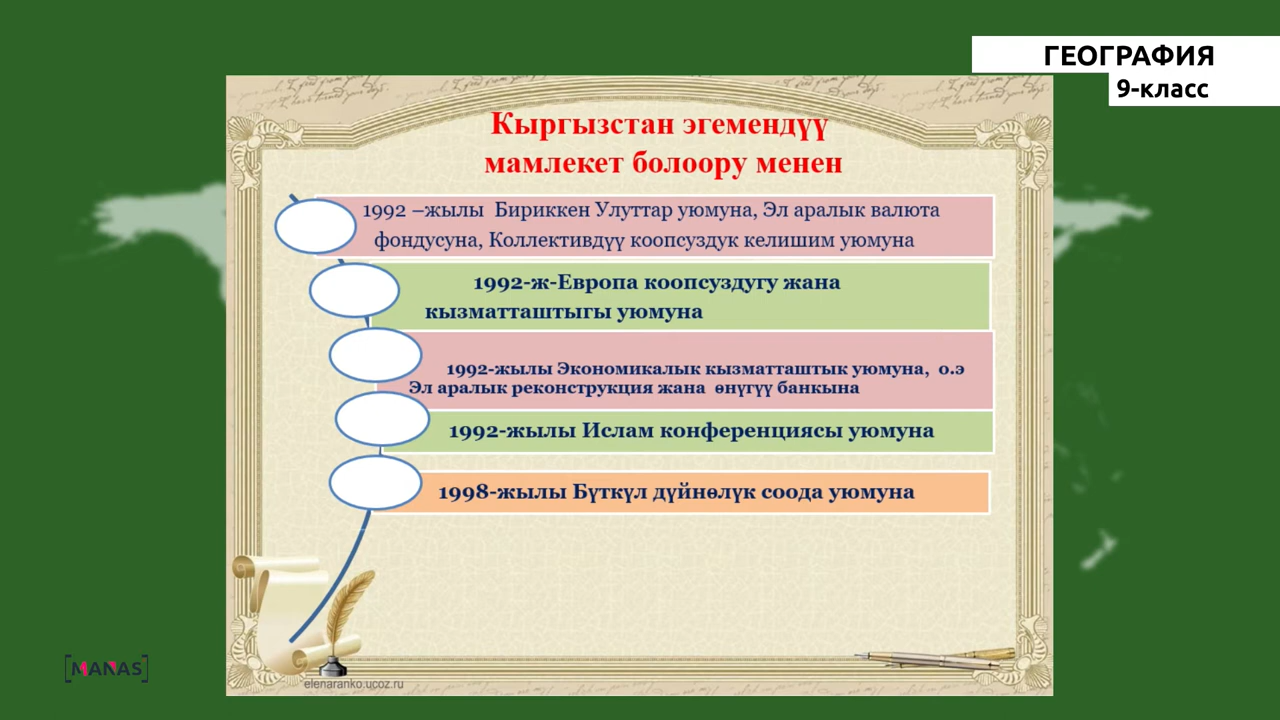 ГЕОГРАФИЯ
9-класс
Кыргызстан эгемендүү
мамлекет болоору менен
1992 –жылы Бириккен Улуттар уюмуна, Эл аралык валюта
фондусуна, Коллективдүү коопсуздук келишим уюмуна
1992-ж-Европа коопсуздугу жана
кызматташтыгы уюмуна
1992-жылы Экономикалык кызматташтык уюмуна, о.э
Эл аралык реконструкция жана өнүгүү банкына
1992-жылы Ислам конференциясы уюмуна
1998-жылы Бүткүл дүйнөлүк соода уюмуна
[MANAS]
elenaranko.ucoz.ru